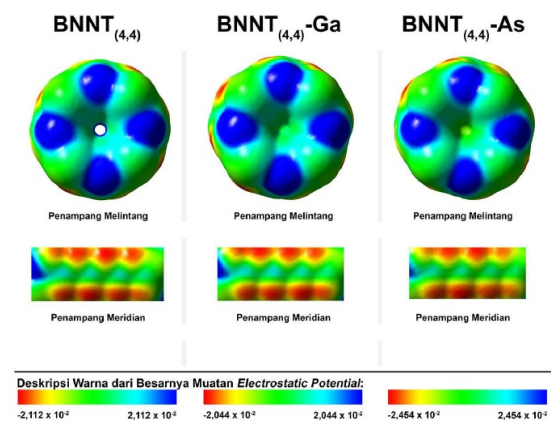 BNNT(4,4) BNNT(4,4)-Ga BNNT(4,4)-As
Penampang Melintang Penampang Melintang Penampang Melintang
Penampang Meridian Penampang Meridian Penampang Meridian
Deskripsi Warna dari Besarnya Muatan Electrostatic Potential:
-2,112 x 10⁻² 2,112 x 10⁻² -2,044 x 10⁻² 2,044 x 10⁻² -2,454 x 10⁻² 2,454 x 10⁻²